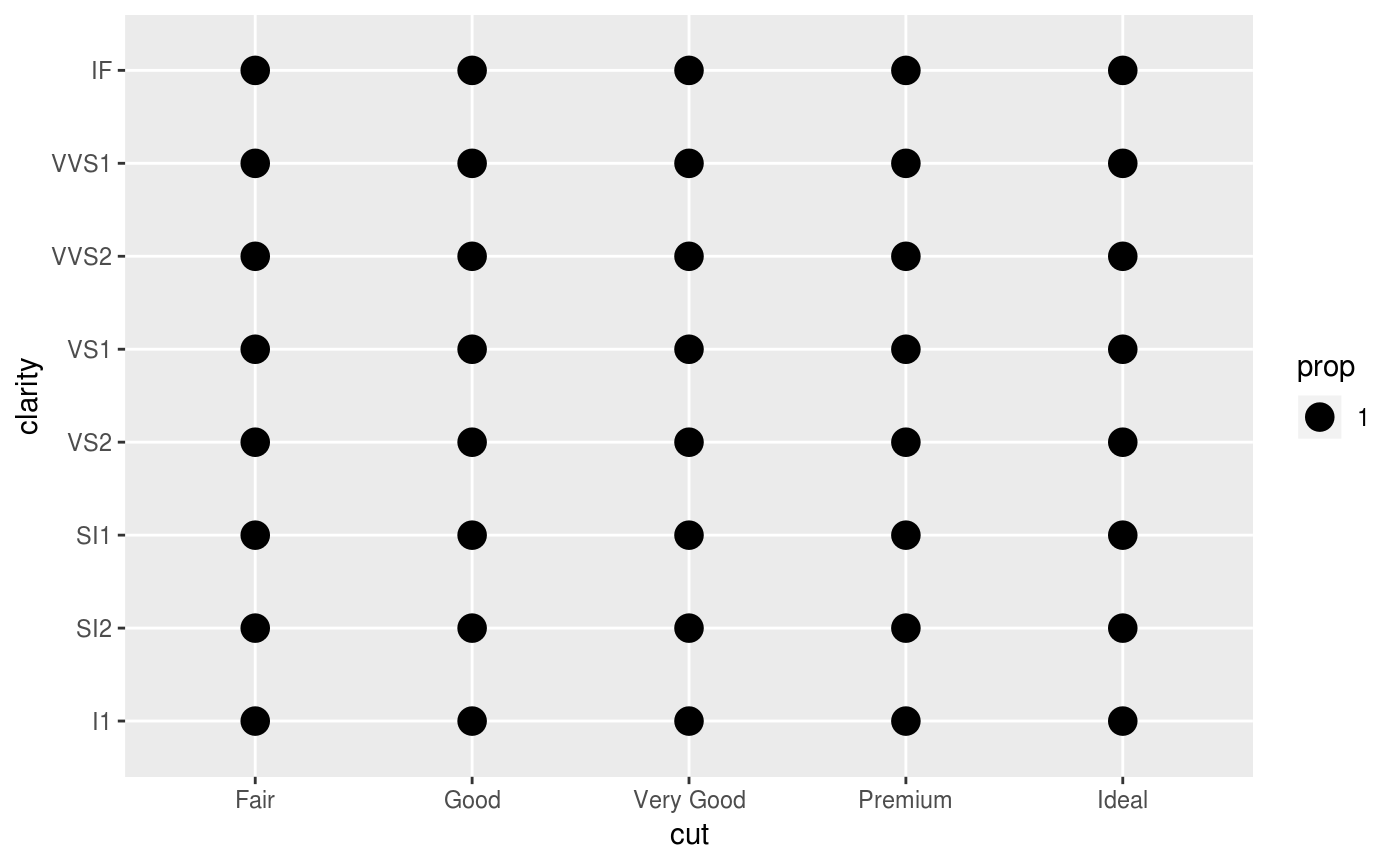 IF
VVS1
VVS2
VS1
VS2
SI1
SI2
I1
clarity
Fair Good Very Good Premium Ideal
cut
prop
1